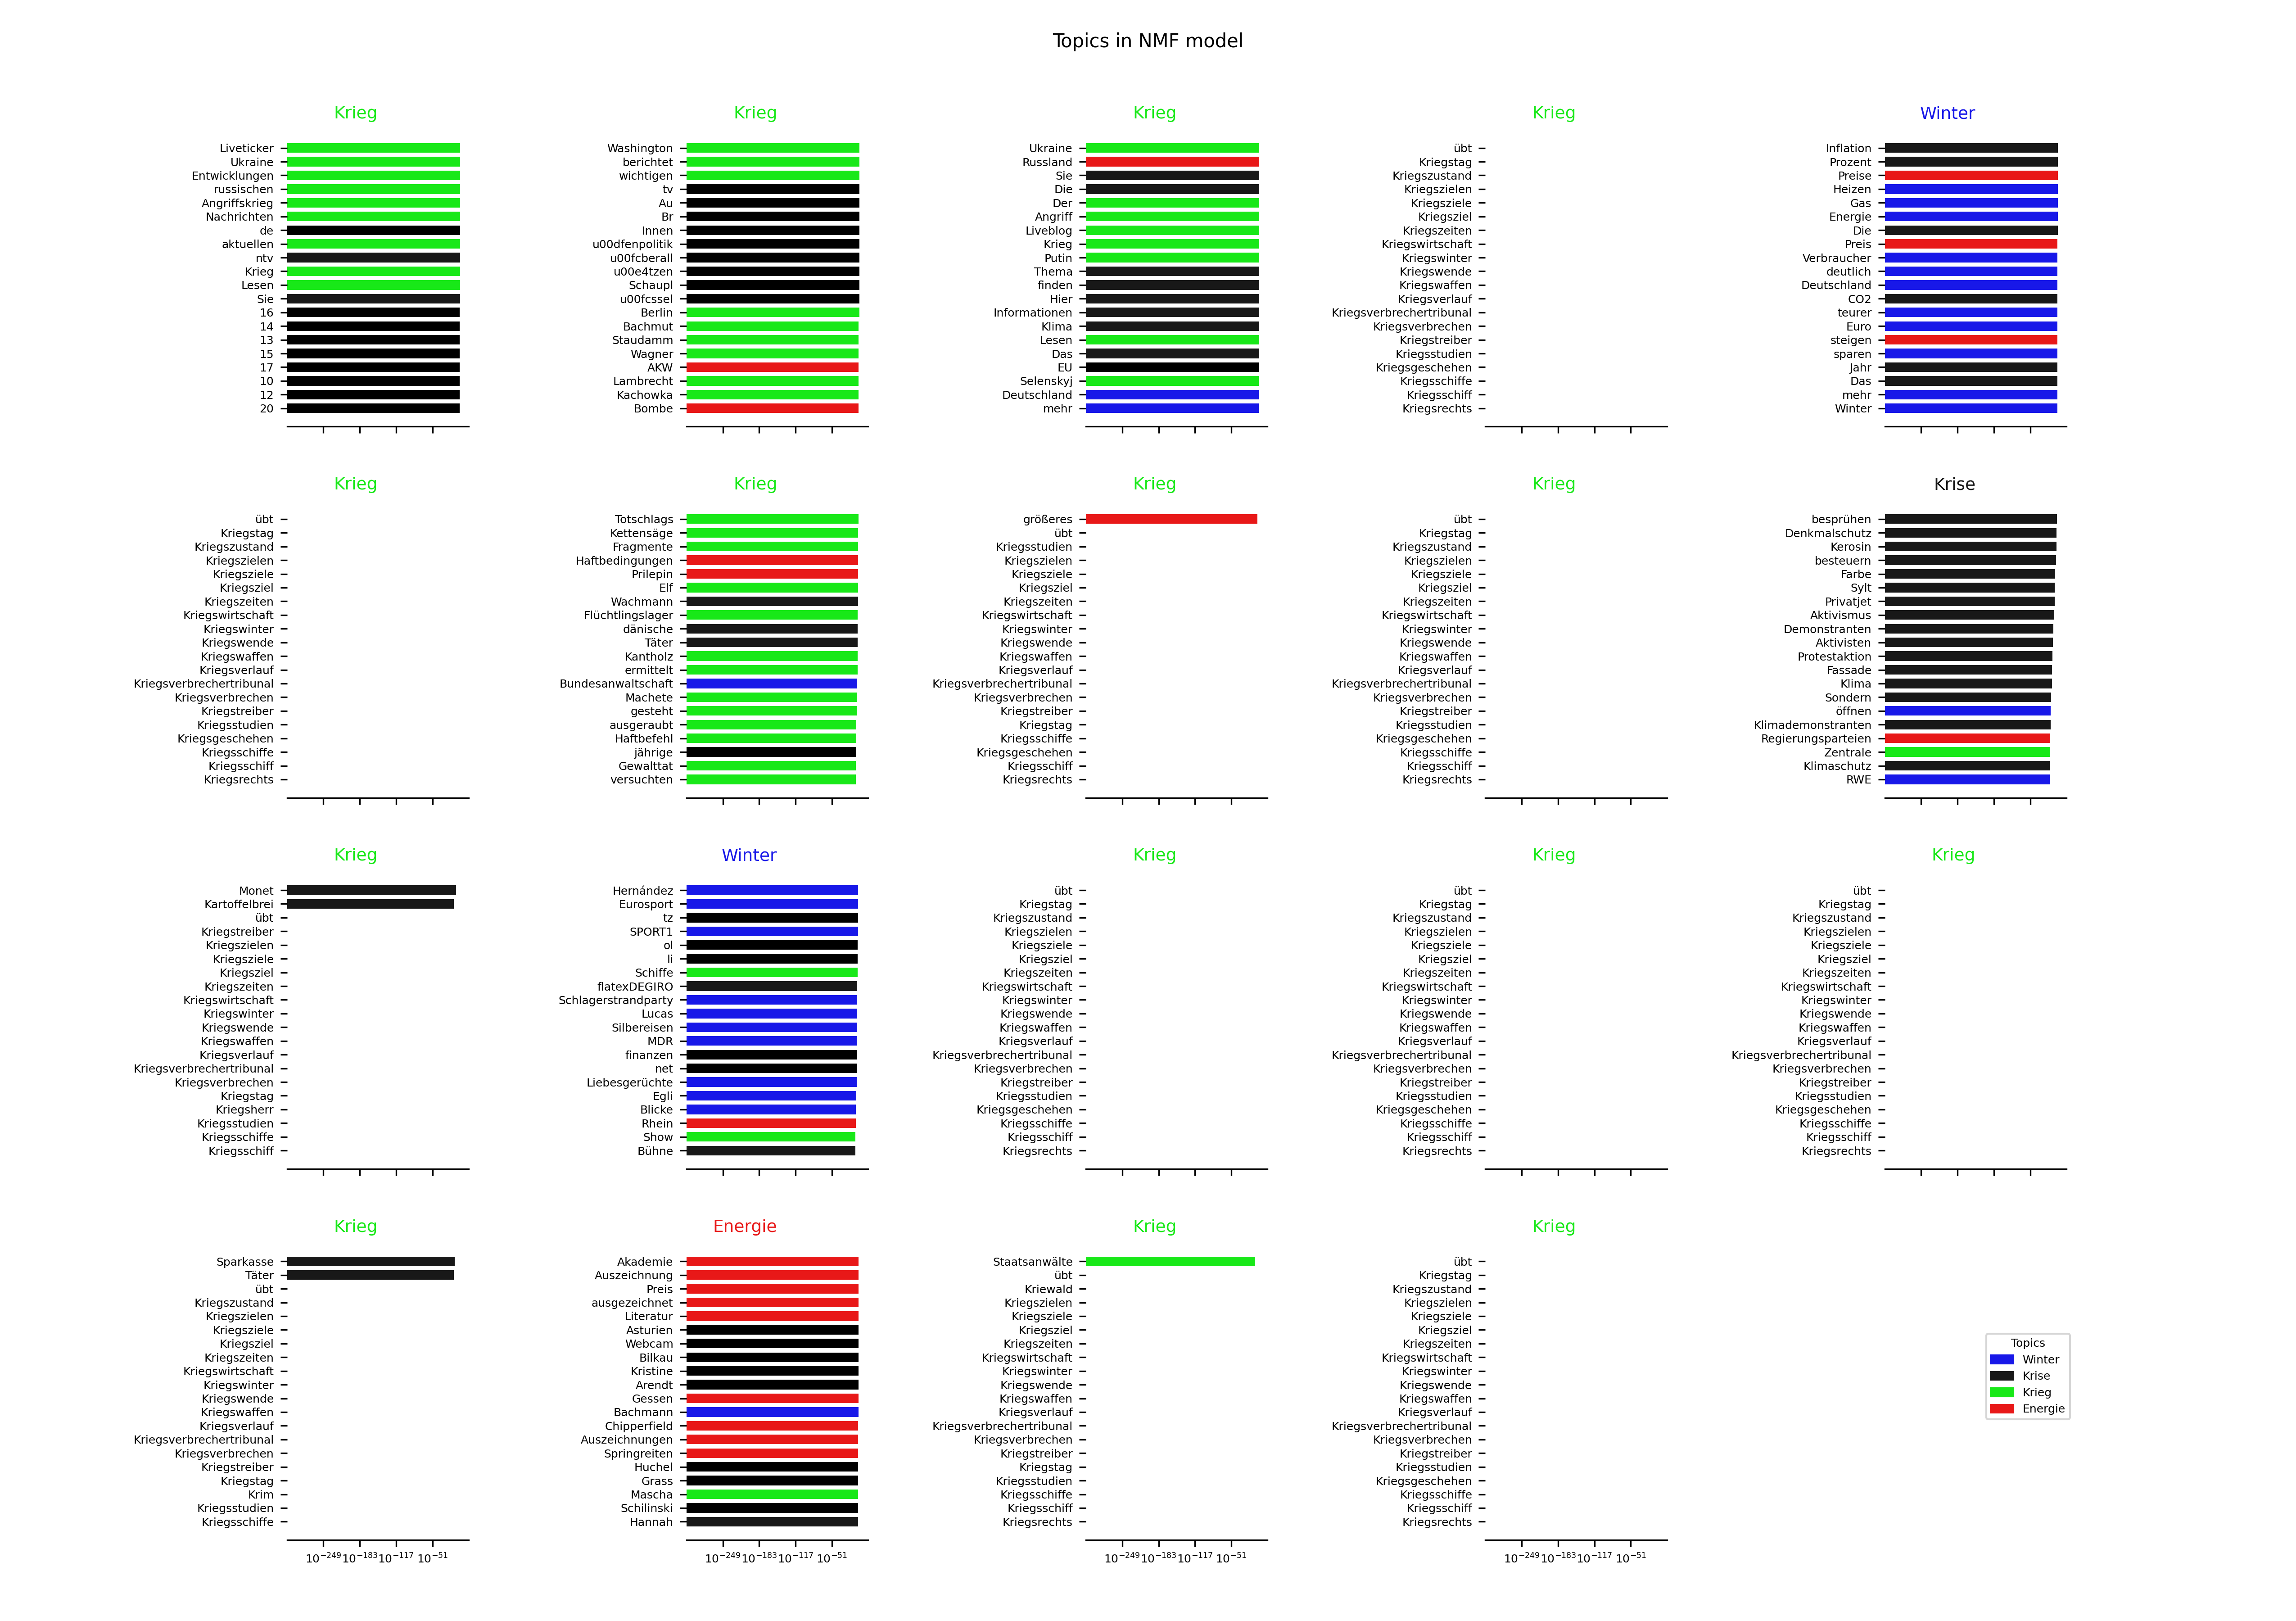 Topics in NMF model
Krieg
Liveticker
Ukraine
Entwicklungen
russischen
Angriffskrieg
Nachrichten
de
aktuellen
ntv
Krieg
Lesen
Sie
16
14
13
15
17
10
12
20
Krieg
Washington
berichtet
wichtigen
tv
Au
Br
Innen
u00dfenpolitik
u00fcberall
u00e4tzen
Schaupl
u00fcssel
Berlin
Bachmut
Staudamm
Wagner
AKW
Lambrecht
Kachowka
Bombe
Krieg
Ukraine
Russland
Sie
Die
Der
Angriff
Liveblog
Krieg
Putin
Thema
finden
Hier
Informationen
Klima
Lesen
Das
EU
Selenskyj
Deutschland
mehr
Krieg
übt
Kriegstag
Kriegszustand
Kriegszielen
Kriegsziele
Kriegsziel
Kriegszeiten
Kriegswirtschaft
Kriegswinter
Kriegswende
Kriegswaffen
Kriegsverlauf
Kriegsverbrechertribunal
Kriegsverbrechen
Kriegstreiber
Kriegsstudien
Kriegsgeschehen
Kriegsschiffe
Kriegsschiff
Kriegsrechts
Winter
Inflation
Prozent
Preise
Heizen
Gas
Energie
Die
Preis
Verbraucher
deutlich
Deutschland
CO2
teurer
Euro
steigen
sparen
Jahr
Das
mehr
Winter
Krieg
übt
Kriegstag
Kriegszustand
Kriegszielen
Kriegsziele
Kriegsziel
Kriegszeiten
Kriegswirtschaft
Kriegswinter
Kriegswende
Kriegswaffen
Kriegsverlauf
Kriegsverbrechertribunal
Kriegsverbrechen
Kriegstreiber
Kriegsstudien
Kriegsgeschehen
Kriegsschiffe
Kriegsschiff
Kriegsrechts
Krieg
Totschlags
Kettensäge
Fragmente
Haftbedingungen
Prilepin
Elf
Wachmann
Flüchtlingslager
dänische
Täter
Kantholz
ermittelt
Bundesanwaltschaft
Machete
gesteht
ausgeraubt
Haftbefehl
jährige
Gewalttat
versuchten
Krieg
größeres
übt
Kriegsstudien
Kriegszielen
Kriegsziele
Kriegsziel
Kriegszeiten
Kriegswirtschaft
Kriegswinter
Kriegswende
Kriegswaffen
Kriegsverlauf
Kriegsverbrechertribunal
Kriegsverbrechen
Kriegstreiber
Kriegstag
Kriegsschiffe
Kriegsgeschehen
Kriegsschiff
Kriegsrechts
Krieg
übt
Kriegstag
Kriegszustand
Kriegszielen
Kriegsziele
Kriegsziel
Kriegszeiten
Kriegswirtschaft
Kriegswinter
Kriegswende
Kriegswaffen
Kriegsverlauf
Kriegsverbrechertribunal
Kriegsverbrechen
Kriegstreiber
Kriegsstudien
Kriegsgeschehen
Kriegsschiffe
Kriegsschiff
Kriegsrechts
Krise
besprühen
Denkmalschutz
Kerosin
besteuern
Farbe
Sylt
Privatjet
Aktivismus
Demonstranten
Aktivisten
Protestaktion
Fassade
Klima
Sondern
öffnen
Klimademonstranten
Regierungsparteien
Zentrale
Klimaschutz
RWE
Krieg
Monet
Kartoffelbrei
übt
Kriegstreiber
Kriegszielen
Kriegsziele
Kriegsziel
Kriegszeiten
Kriegswirtschaft
Kriegswinter
Kriegswende
Kriegswaffen
Kriegsverlauf
Kriegsverbrechertribunal
Kriegsverbrechen
Kriegstag
Kriegsherr
Kriegsstudien
Kriegsschiffe
Kriegsschiff
Winter
Hernández
Eurosport
tz
SPORT1
ol
li
Schiffe
flatexDEGIRO
Schlagerstrandparty
Lucas
Silbereisen
MDR
finanzen
net
Liebesgerüchte
Egli
Blicke
Rhein
Show
Bühne
Krieg
übt
Kriegstag
Kriegszustand
Kriegszielen
Kriegsziele
Kriegsziel
Kriegszeiten
Kriegswirtschaft
Kriegswinter
Kriegswende
Kriegswaffen
Kriegsverlauf
Kriegsverbrechertribunal
Kriegsverbrechen
Kriegstreiber
Kriegsstudien
Kriegsgeschehen
Kriegsschiffe
Kriegsschiff
Kriegsrechts
Krieg
übt
Kriegstag
Kriegszustand
Kriegszielen
Kriegsziele
Kriegsziel
Kriegszeiten
Kriegswirtschaft
Kriegswinter
Kriegswende
Kriegswaffen
Kriegsverlauf
Kriegsverbrechertribunal
Kriegsverbrechen
Kriegstreiber
Kriegsstudien
Kriegsgeschehen
Kriegsschiffe
Kriegsschiff
Kriegsrechts
Krieg
übt
Kriegstag
Kriegszustand
Kriegszielen
Kriegsziele
Kriegsziel
Kriegszeiten
Kriegswirtschaft
Kriegswinter
Kriegswende
Kriegswaffen
Kriegsverlauf
Kriegsverbrechertribunal
Kriegsverbrechen
Kriegstreiber
Kriegsstudien
Kriegsgeschehen
Kriegsschiffe
Kriegsschiff
Kriegsrechts
Krieg
Sparkasse
Täter
übt
Kriegszustand
Kriegszielen
Kriegsziele
Kriegsziel
Kriegszeiten
Kriegswirtschaft
Kriegswinter
Kriegswende
Kriegswaffen
Kriegsverlauf
Kriegsverbrechertribunal
Kriegsverbrechen
Kriegstreiber
Kriegstag
Krim
Kriegsstudien
Kriegsschiffe
10⁻²⁴⁹ 10⁻¹⁸³ 10⁻¹¹⁷ 10⁻⁵¹
Energie
Akademie
Auszeichnung
Preis
ausgezeichnet
Literatur
Asturien
Webcam
Bilkau
Kristine
Arendt
Gessen
Bachmann
Chipperfield
Auszeichnungen
Springreiten
Huchel
Grass
Mascha
Schilinski
Hannah
10⁻²⁴⁹ 10⁻¹⁸³ 10⁻¹¹⁷ 10⁻⁵¹
Krieg
Staatsanwälte
übt
Kriewald
Kriegszielen
Kriegsziele
Kriegsziel
Kriegszeiten
Kriegswirtschaft
Kriegswinter
Kriegswende
Kriegswaffen
Kriegsverlauf
Kriegsverbrechertribunal
Kriegsverbrechen
Kriegstreiber
Kriegstag
Kriegsstudien
Kriegsschiffe
Kriegsschiff
Kriegsrechts
10⁻²⁴⁹ 10⁻¹⁸³ 10⁻¹¹⁷ 10⁻⁵¹
Krieg
übt
Kriegstag
Kriegszustand
Kriegszielen
Kriegsziele
Kriegsziel
Kriegszeiten
Kriegswirtschaft
Kriegswinter
Kriegswende
Kriegswaffen
Kriegsverlauf
Kriegsverbrechertribunal
Kriegsverbrechen
Kriegstreiber
Kriegsstudien
Kriegsgeschehen
Kriegsschiffe
Kriegsschiff
Kriegsrechts
10⁻²⁴⁹ 10⁻¹⁸³ 10⁻¹¹⁷ 10⁻⁵¹
Topics
Winter
Krise
Krieg
Energie